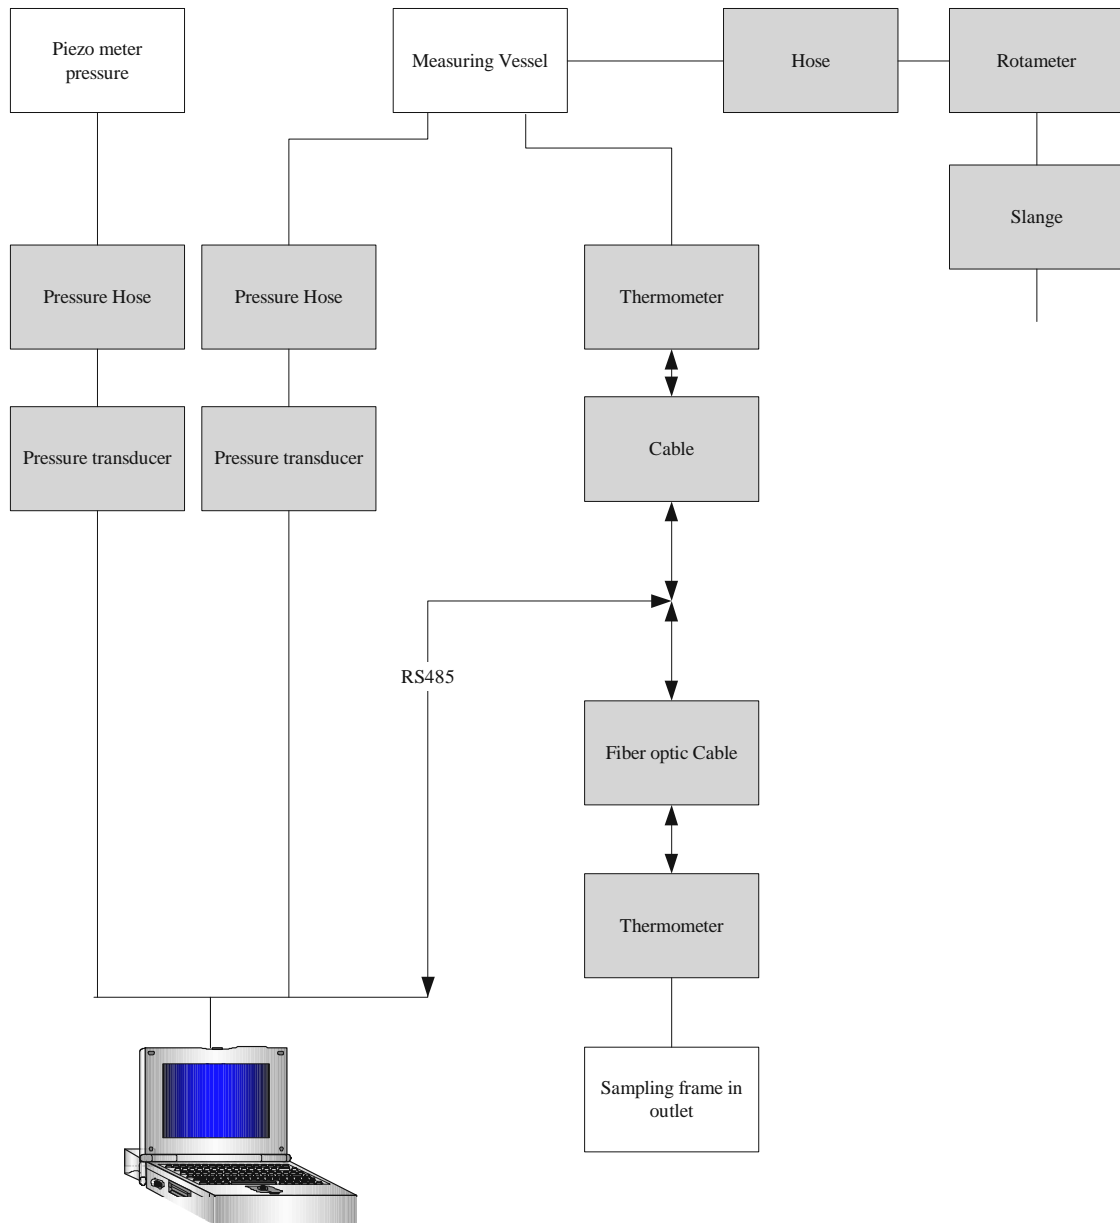 Piezo meter
pressure
Measuring Vessel
Hose
Rotameter
Slange
Pressure Hose
Pressure Hose
Thermometer
Cable
Pressure transducer
Pressure transducer
RS485
Fiber optic Cable
Thermometer
Sampling frame in
outlet